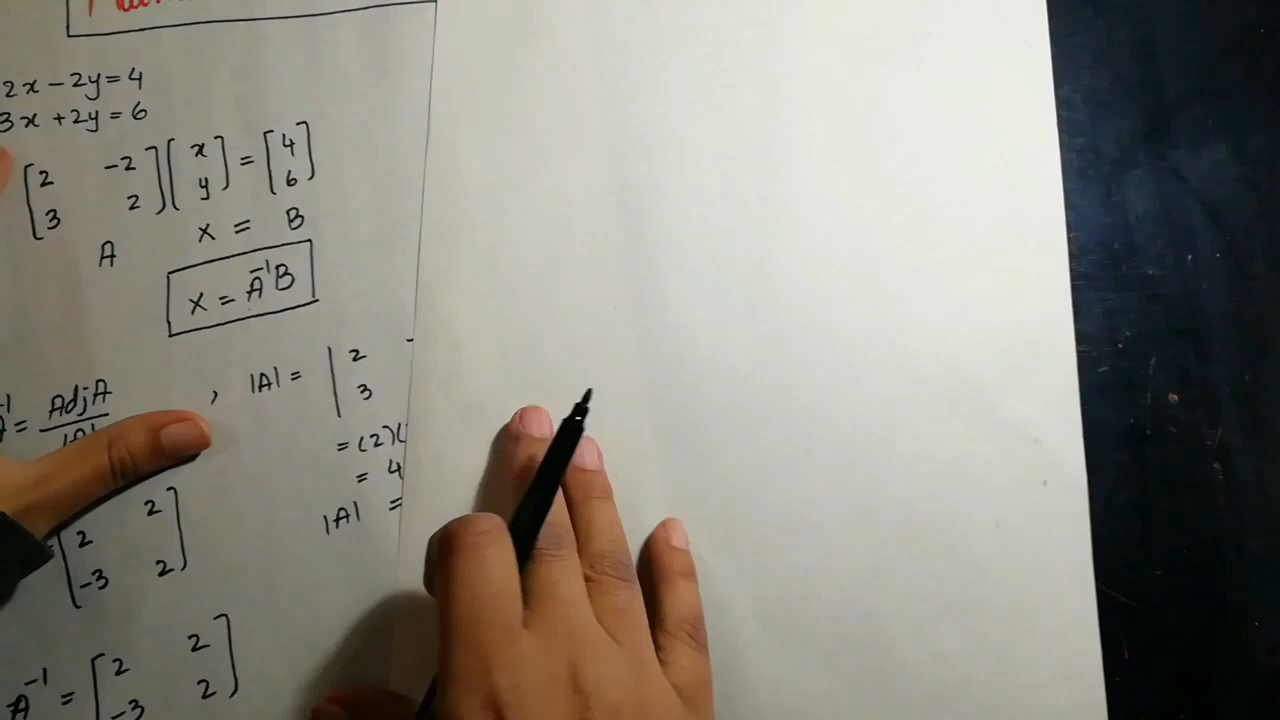 2x - 2y = 4
3x + 2y = 6
[2 -2] [x] = [4]
[3 2] [y] [6]
A X = B
X = A⁻¹B
⁻¹ = AdjA / |A| , |A| = | 2 -
3
= (2)(
= 4
|A| =
= [2 2]
[-3 2]
A⁻¹ = [2 2]
[-3 2]